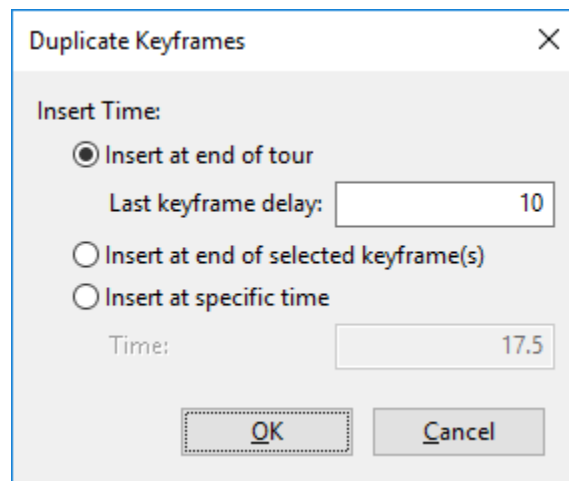 Duplicate Keyframes
Insert Time:
Insert at end of tour
Last keyframe delay: 10
Insert at end of selected keyframe(s)
Insert at specific time
Time: 17.5
OK Cancel